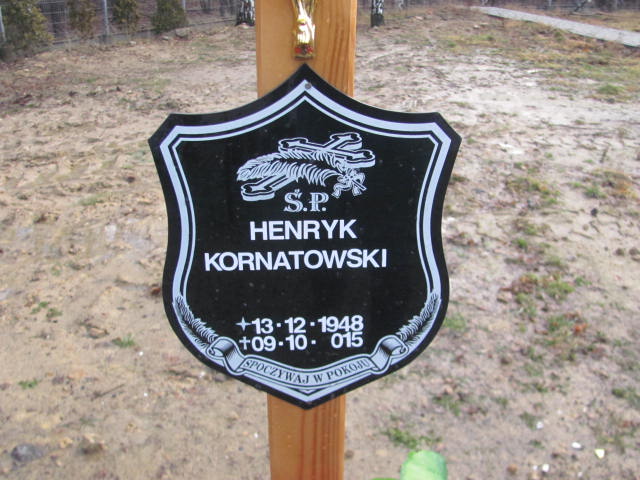 Ś.P.
HENRYK
KORNATOWSKI
13·12·1948
†09·10· 015
SPOCZYWAJ W POKOJU